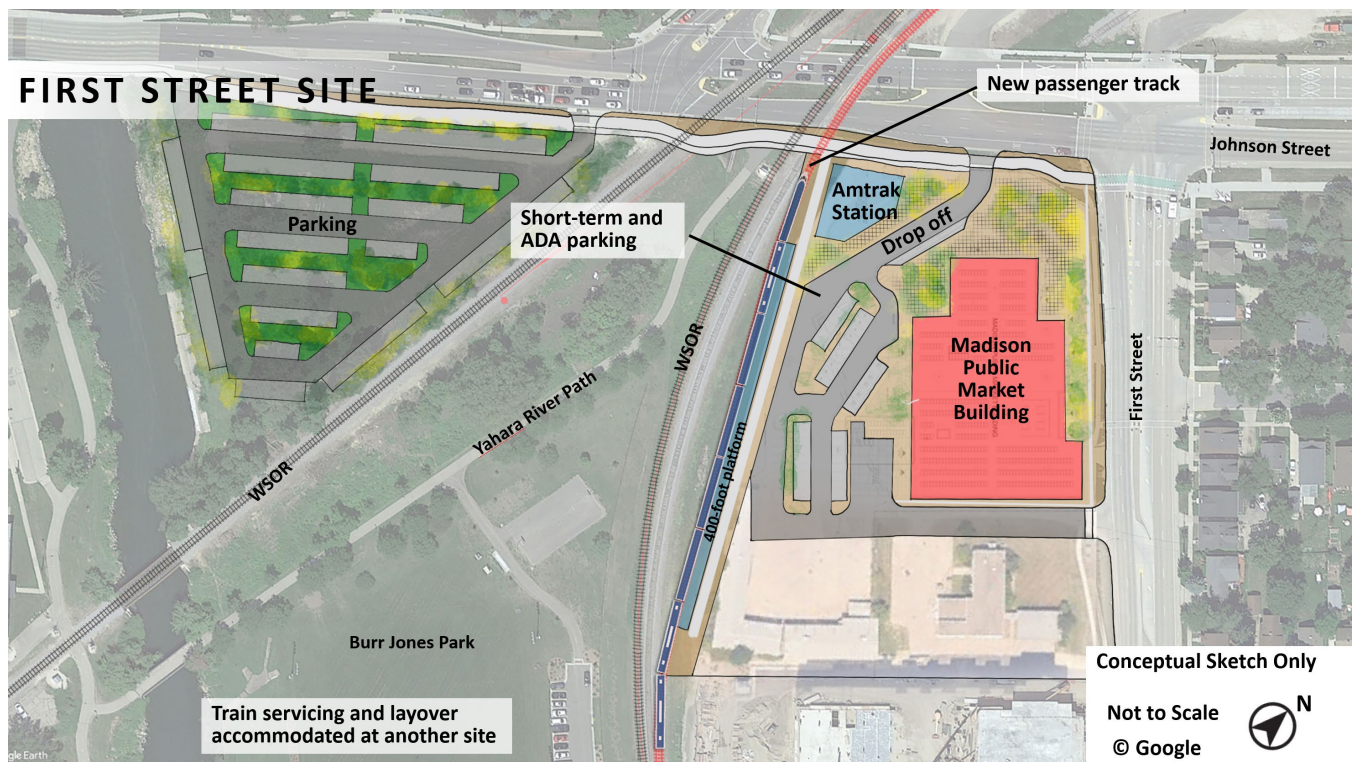 FIRST STREET SITE
New passenger track
Johnson Street
Amtrak
Station
Short-term and
ADA parking
Parking
Drop off
WSOR
Madison
Public
Market
Building
First Street
Yahara River Path
400-foot platform
WSOR
Burr Jones Park
Train servicing and layover
accommodated at another site
Conceptual Sketch Only
Not to Scale
N
© Google
gle Earth